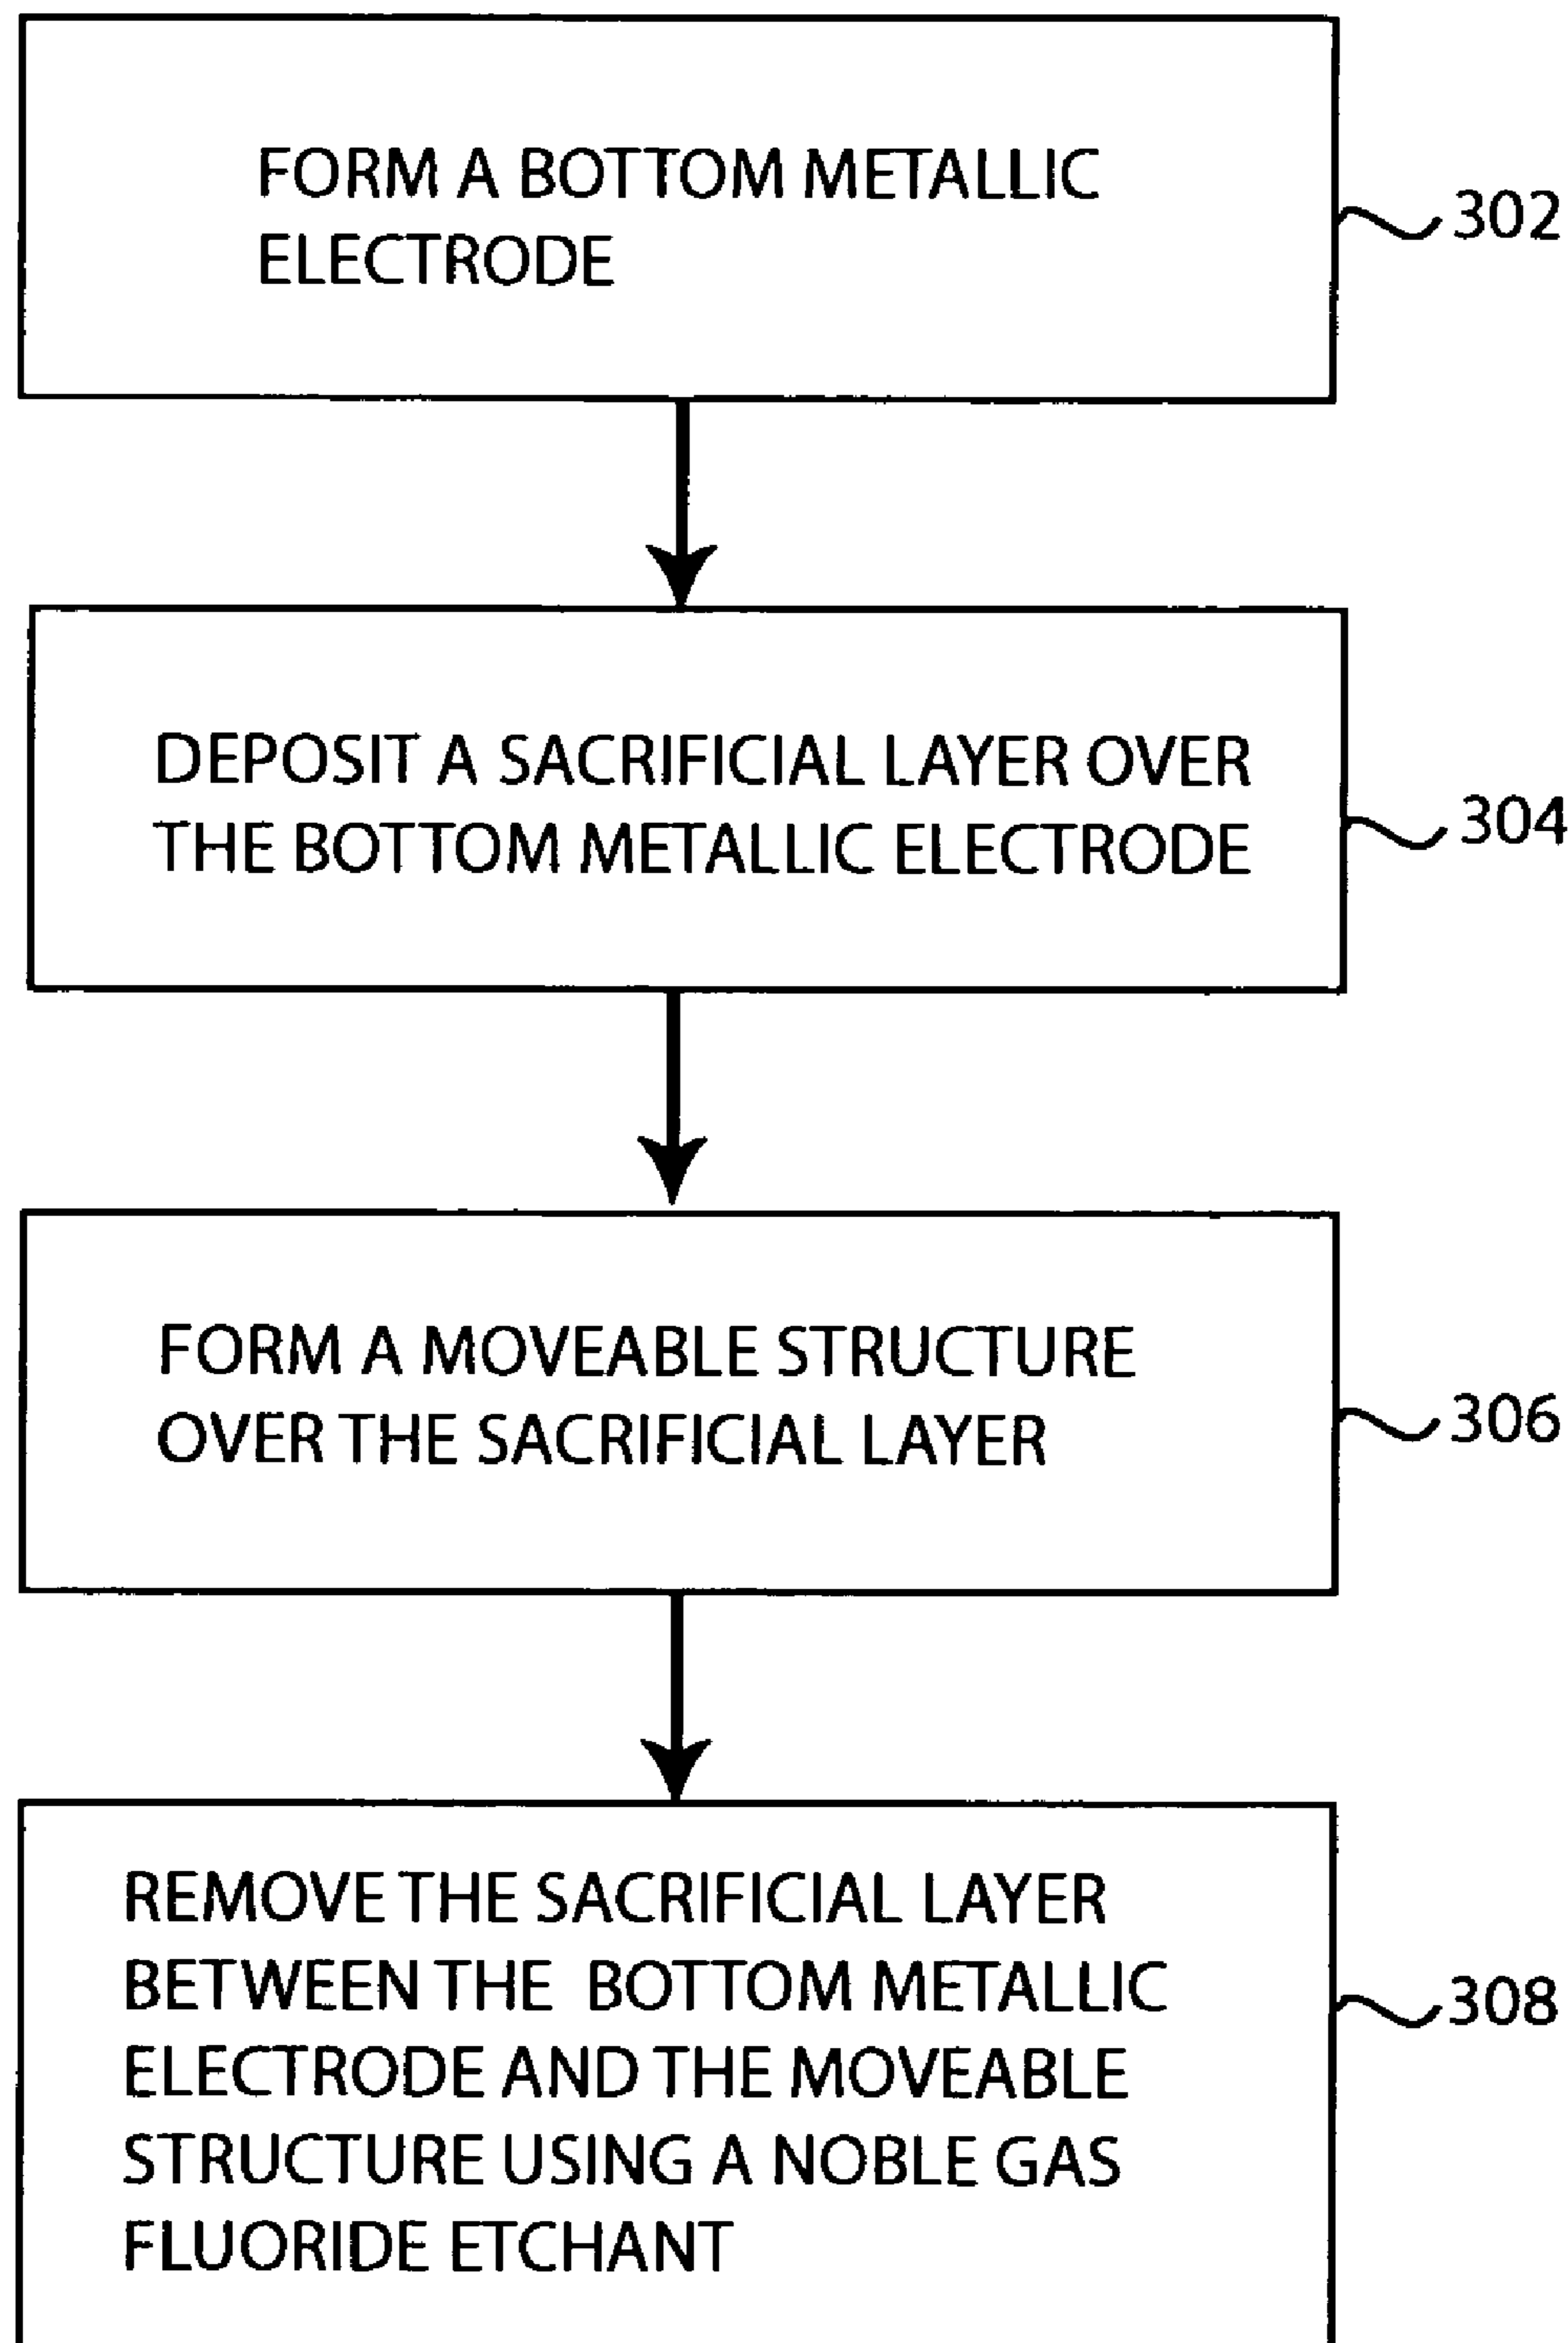 FORM A BOTTOM METALLIC
ELECTRODE
302
DEPOSIT A SACRIFICIAL LAYER OVER
THE BOTTOM METALLIC ELECTRODE
304
FORM A MOVEABLE STRUCTURE
OVER THE SACRIFICIAL LAYER
306
REMOVE THE SACRIFICIAL LAYER
BETWEEN THE BOTTOM METALLIC
ELECTRODE AND THE MOVEABLE
STRUCTURE USING A NOBLE GAS
FLUORIDE ETCHANT
308